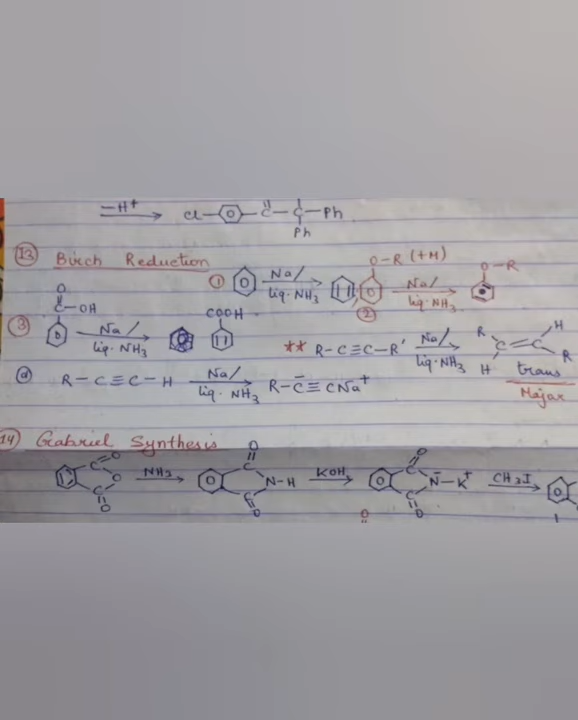 -H+ Cl C C Ph
Ph
13 Birch Reduction
① Na/ liq. NH3
O-R (+M)
② Na/ liq. NH3 O-R
③ O C-OH Na/ liq. NH3 COOH
** R-C≡C-R' Na/ liq. NH3 R H C=C H R
trans
Major
ⓓ R-C≡C-H Na/ liq. NH3 R-C≡CNa+
14) Gabriel Synthesis
O C O C O NH3 O C N-H C O KOH O C N-K+ C O CH3I
O